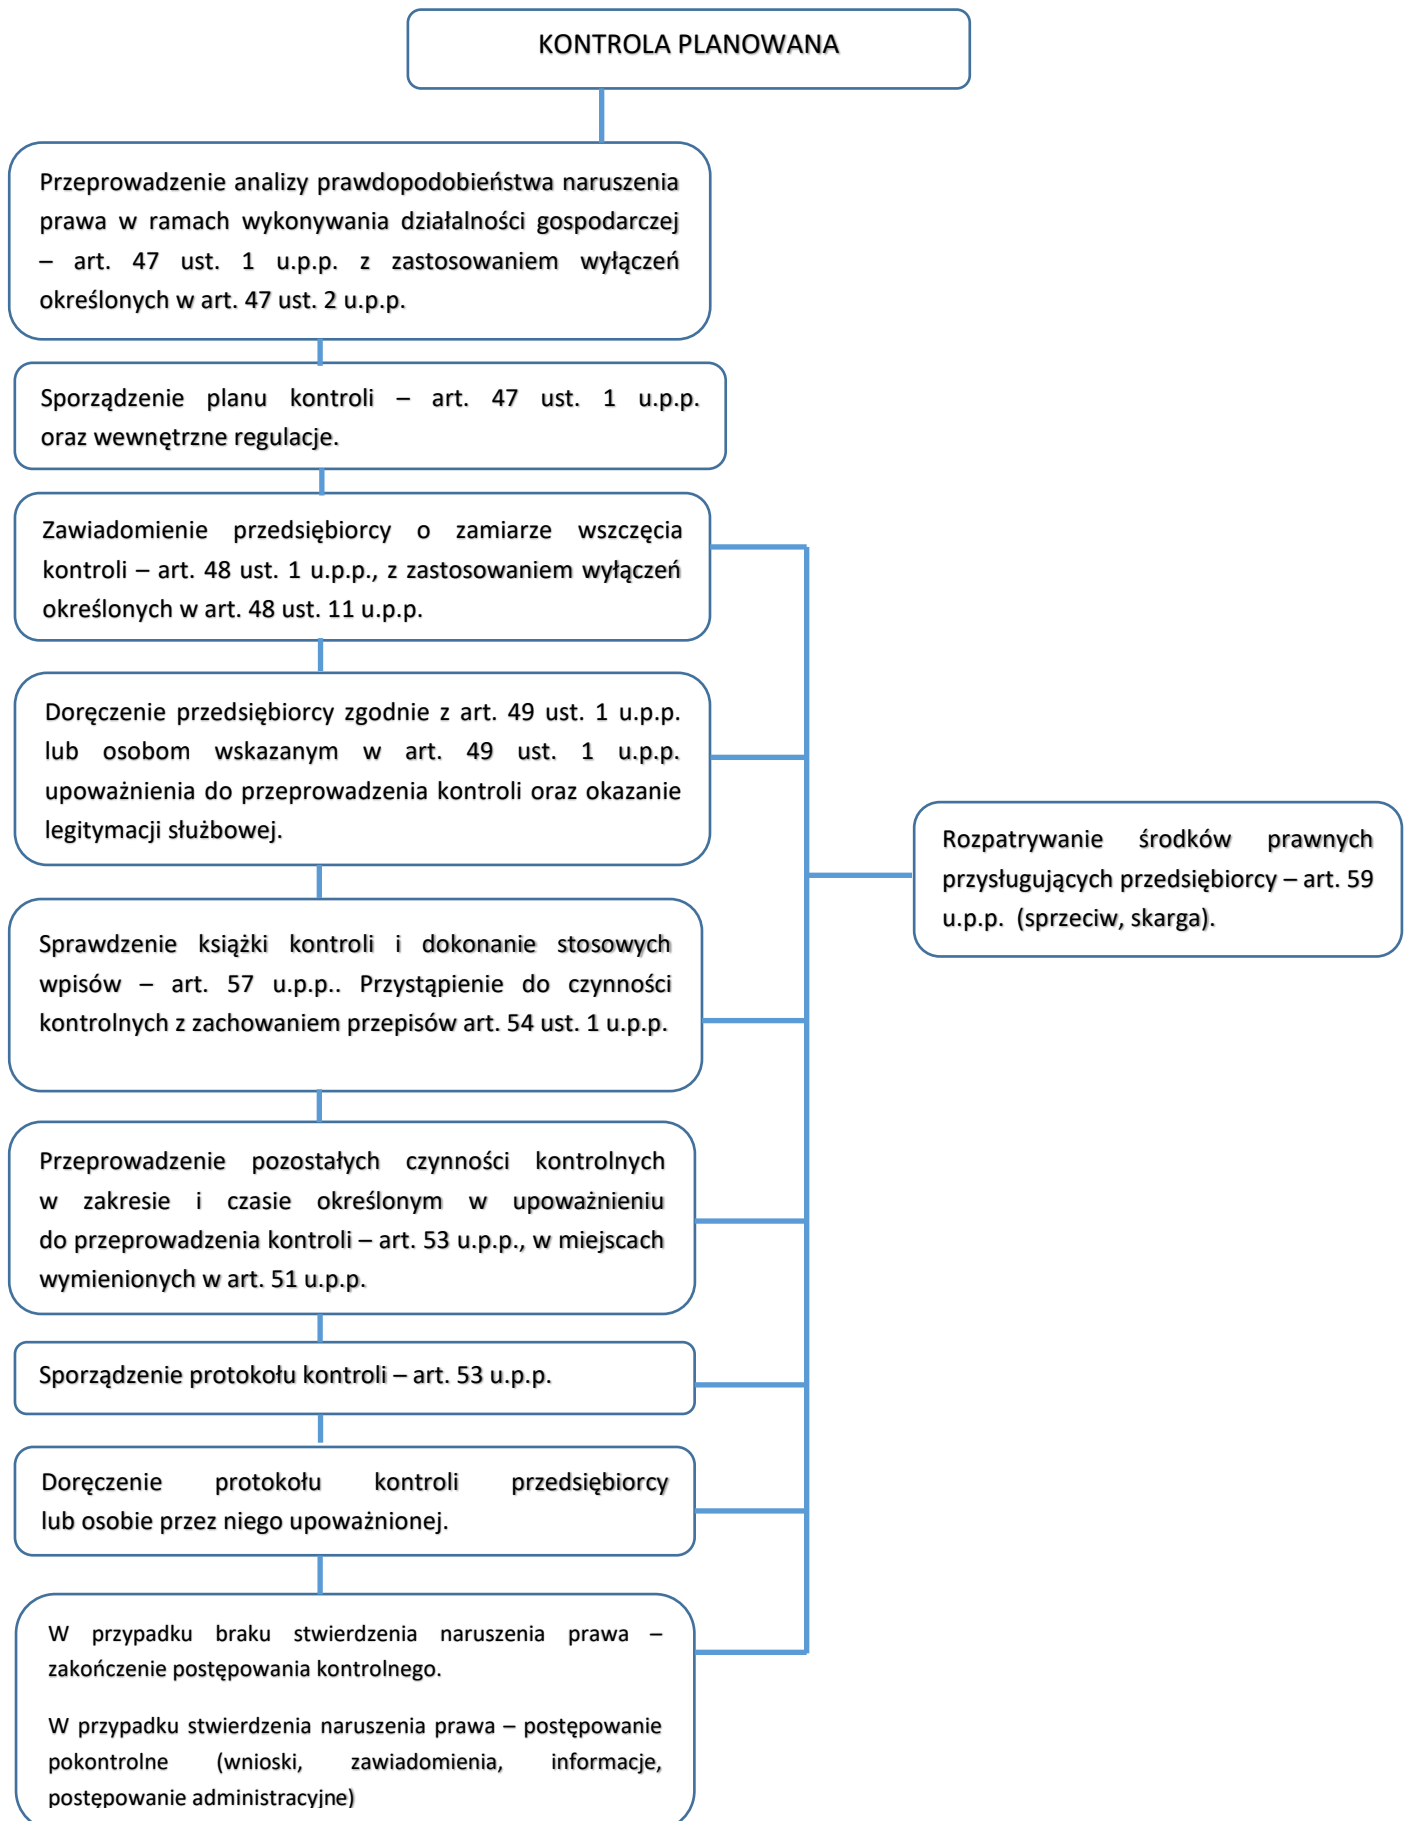 KONTROLA PLANOWANA
Przeprowadzenie analizy prawdopodobieństwa naruszenia
prawa w ramach wykonywania działalności gospodarczej
– art. 47 ust. 1 u.p.p. z zastosowaniem wyłączeń
określonych w art. 47 ust. 2 u.p.p.
Sporządzenie planu kontroli – art. 47 ust. 1 u.p.p.
oraz wewnętrzne regulacje.
Zawiadomienie przedsiębiorcy o zamiarze wszczęcia
kontroli – art. 48 ust. 1 u.p.p., z zastosowaniem wyłączeń
określonych w art. 48 ust. 11 u.p.p.
Doręczenie przedsiębiorcy zgodnie z art. 49 ust. 1 u.p.p.
lub osobom wskazanym w art. 49 ust. 1 u.p.p.
upoważnienia do przeprowadzenia kontroli oraz okazanie
legitymacji służbowej.
Rozpatrywanie środków prawnych
przysługujących przedsiębiorcy – art. 59
u.p.p. (sprzeciw, skarga).
Sprawdzenie książki kontroli i dokonanie stosowych
wpisów – art. 57 u.p.p.. Przystąpienie do czynności
kontrolnych z zachowaniem przepisów art. 54 ust. 1 u.p.p.
Przeprowadzenie pozostałych czynności kontrolnych
w zakresie i czasie określonym w upoważnieniu
do przeprowadzenia kontroli – art. 53 u.p.p., w miejscach
wymienionych w art. 51 u.p.p.
Sporządzenie protokołu kontroli – art. 53 u.p.p.
Doręczenie protokołu kontroli przedsiębiorcy
lub osobie przez niego upoważnionej.
W przypadku braku stwierdzenia naruszenia prawa –
zakończenie postępowania kontrolnego.
W przypadku stwierdzenia naruszenia prawa – postępowanie
pokontrolne (wnioski, zawiadomienia, informacje,
postępowanie administracyjne)